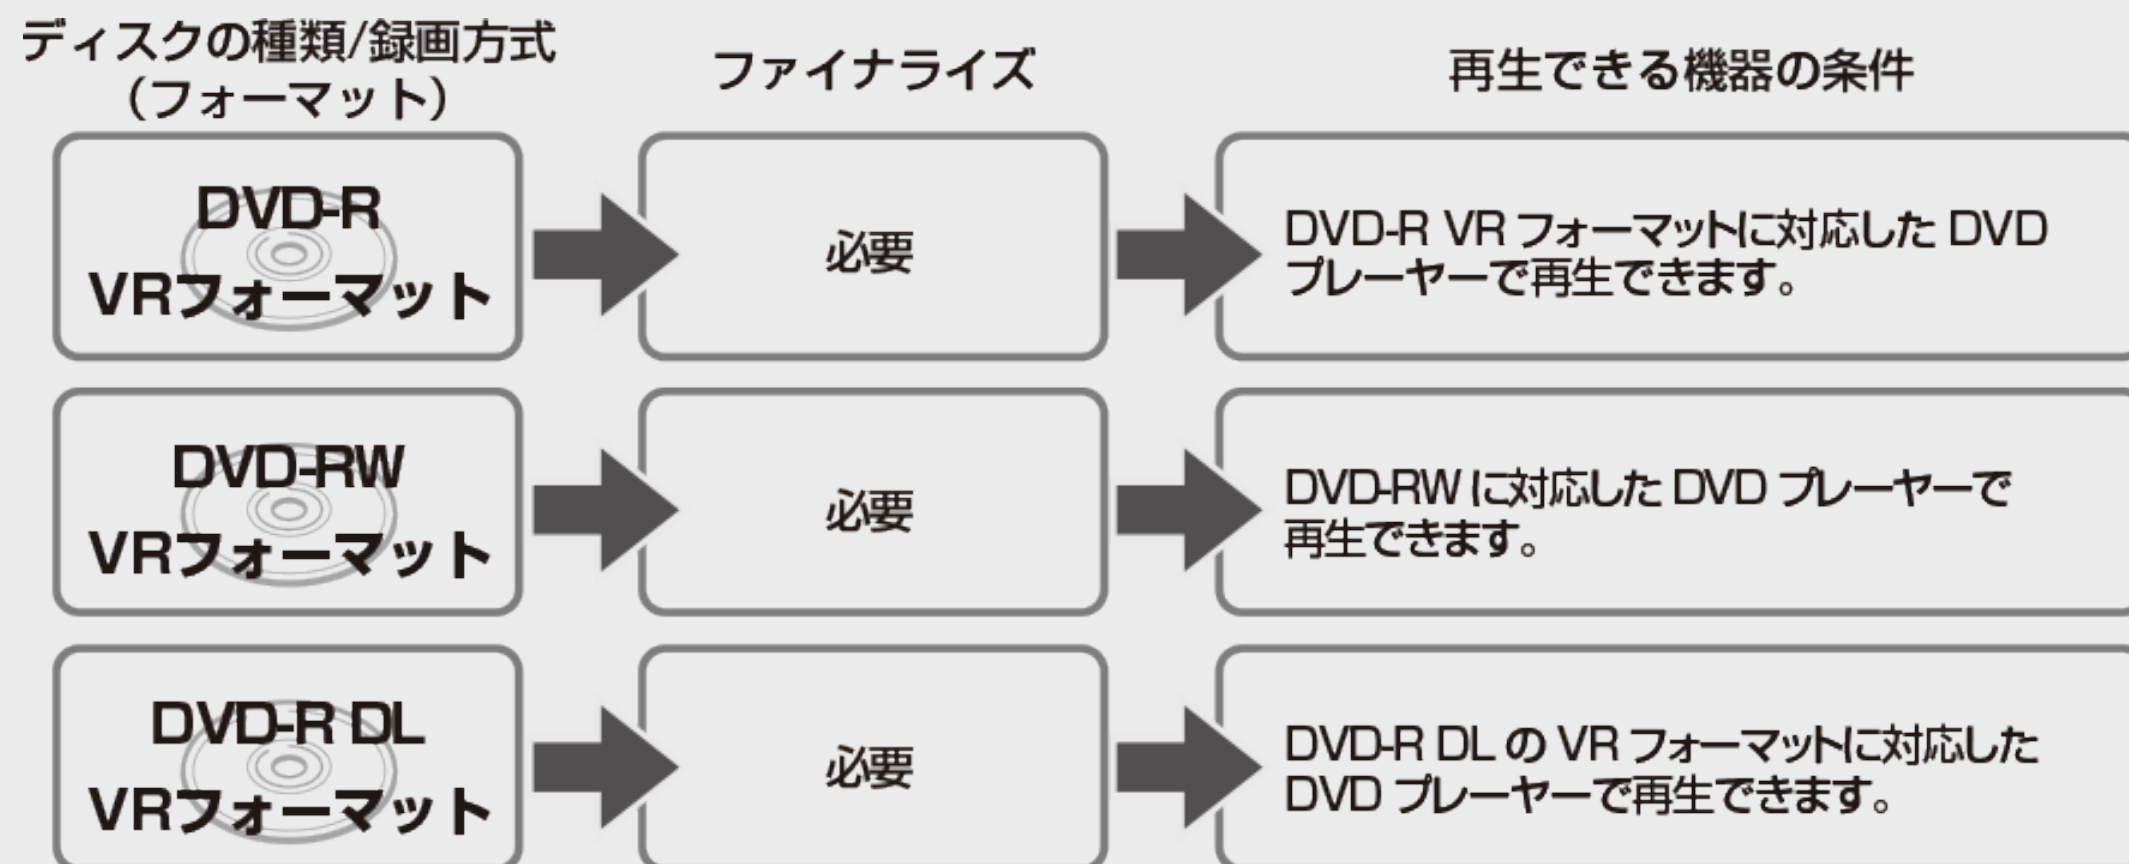 ディスクの種類/録画方式
(フォーマット)
ファイナライズ
再生できる機器の条件
DVD-R
VRフォーマット
必要
DVD-R VR フォーマットに対応した DVD
プレーヤーで再生できます。
DVD-RW
VRフォーマット
必要
DVD-RW に対応した DVD プレーヤーで
再生できます。
DVD-R DL
VRフォーマット
必要
DVD-R DL の VR フォーマットに対応した
DVD プレーヤーで再生できます。